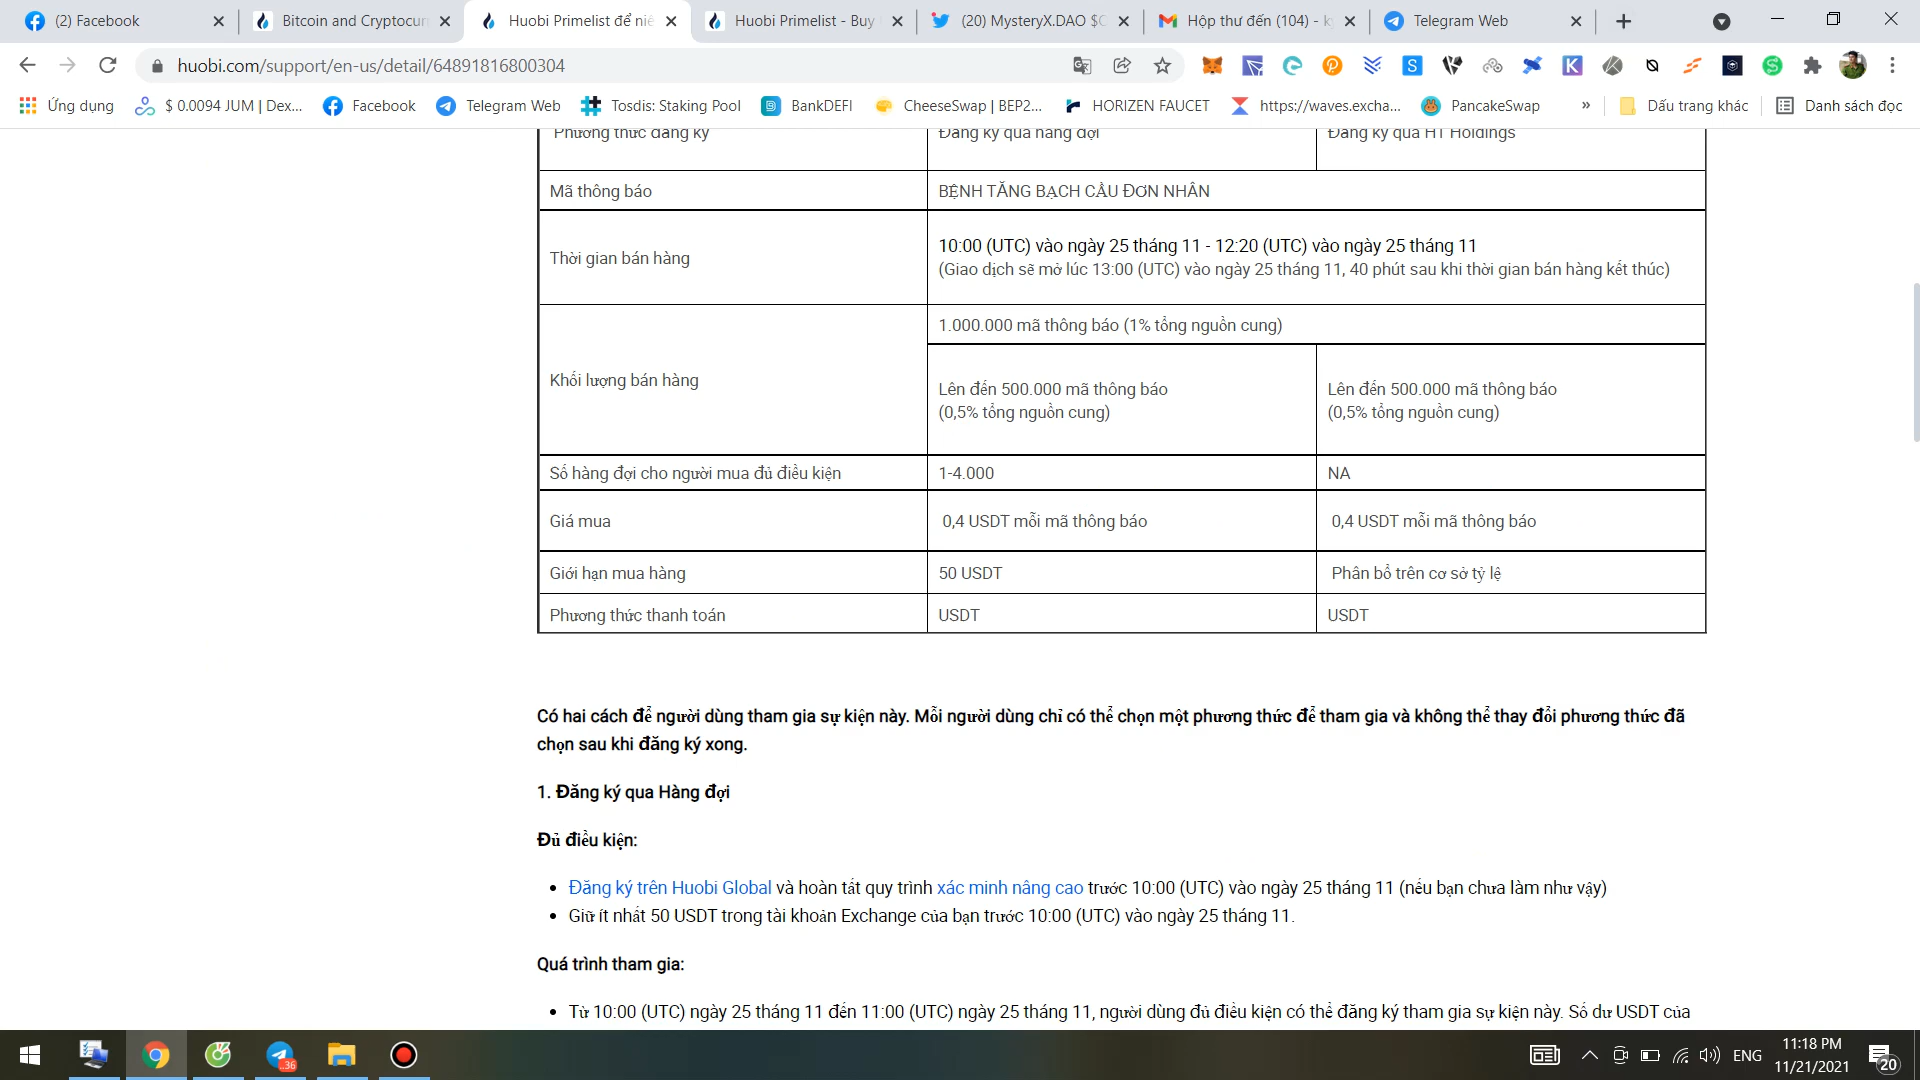 (2) Facebook
Bitcoin and Cryptocur
Huobi Primelist để niê
Huobi Primelist - Buy
(20) MysteryX.DAO $C
Hộp thư đến (104) - k
Telegram Web
huobi.com/support/en-us/detail/64891816800304
Ứng dụng
$ 0.0094 JUM | Dex...
Facebook
Telegram Web
Tosdis: Staking Pool
BankDEFI
CheeseSwap | BEP2...
HORIZEN FAUCET
https://waves.excha...
PancakeSwap
»
Dấu trang khác
Danh sách đọc
Phương thức đăng ký
Đăng ký qua hàng đợi
Đăng ký qua HT Holdings
Mã thông báo
BỆNH TĂNG BẠCH CẦU ĐƠN NHÂN
Thời gian bán hàng
10:00 (UTC) vào ngày 25 tháng 11 - 12:20 (UTC) vào ngày 25 tháng 11
(Giao dịch sẽ mở lúc 13:00 (UTC) vào ngày 25 tháng 11, 40 phút sau khi thời gian bán hàng kết thúc)
Khối lượng bán hàng
1.000.000 mã thông báo (1% tổng nguồn cung)
Lên đến 500.000 mã thông báo
(0,5% tổng nguồn cung)
Lên đến 500.000 mã thông báo
(0,5% tổng nguồn cung)
Số hàng đợi cho người mua đủ điều kiện
1-4.000
NA
Giá mua
0,4 USDT mỗi mã thông báo
0,4 USDT mỗi mã thông báo
Giới hạn mua hàng
50 USDT
Phân bổ trên cơ sở tỷ lệ
Phương thức thanh toán
USDT
USDT
Có hai cách để người dùng tham gia sự kiện này. Mỗi người dùng chỉ có thể chọn một phương thức để tham gia và không thể thay đổi phương thức đã
chọn sau khi đăng ký xong.
1. Đăng ký qua Hàng đợi
Đủ điều kiện:
• Đăng ký trên Huobi Global và hoàn tất quy trình xác minh nâng cao trước 10:00 (UTC) vào ngày 25 tháng 11 (nếu bạn chưa làm như vậy)
• Giữ ít nhất 50 USDT trong tài khoản Exchange của bạn trước 10:00 (UTC) vào ngày 25 tháng 11.
Quá trình tham gia:
• Từ 10:00 (UTC) ngày 25 tháng 11 đến 11:00 (UTC) ngày 25 tháng 11, người dùng đủ điều kiện có thể đăng ký tham gia sự kiện này. Số dư USDT của
..36
ENG
11:18 PM
11/21/2021
20